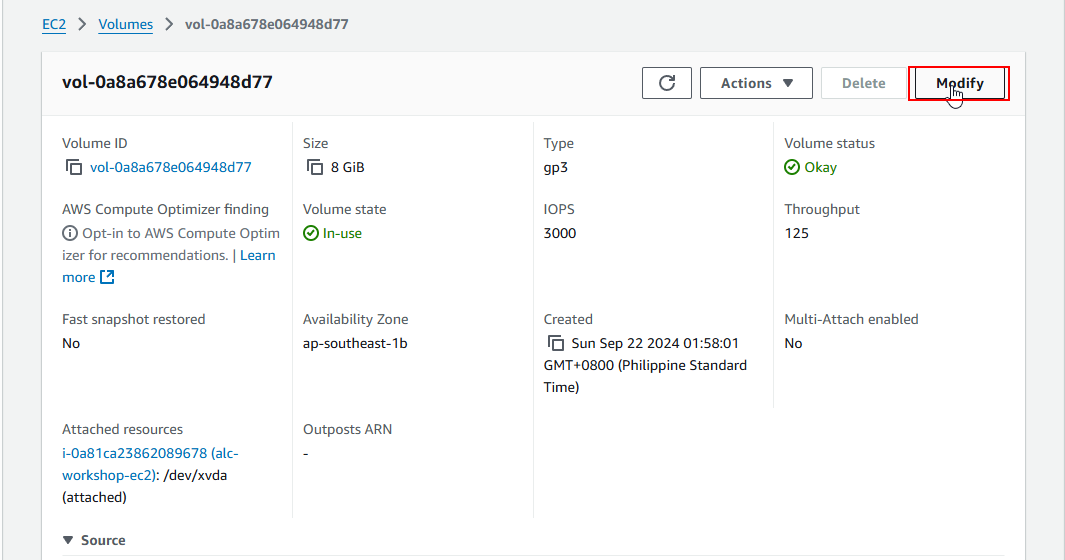 EC2 > Volumes > vol-0a8a678e064948d77
vol-0a8a678e064948d77
Actions
Delete
Modify
Volume ID
vol-0a8a678e064948d77
Size
8 GiB
Type
gp3
Volume status
Okay
AWS Compute Optimizer finding
Opt-in to AWS Compute Optim
izer for recommendations. | Learn
more
Volume state
In-use
IOPS
3000
Throughput
125
Fast snapshot restored
No
Availability Zone
ap-southeast-1b
Created
Sun Sep 22 2024 01:58:01
GMT+0800 (Philippine Standard
Time)
Multi-Attach enabled
No
Attached resources
i-0a81ca23862089678 (alc-
workshop-ec2): /dev/xvda
(attached)
Outposts ARN
-
Source